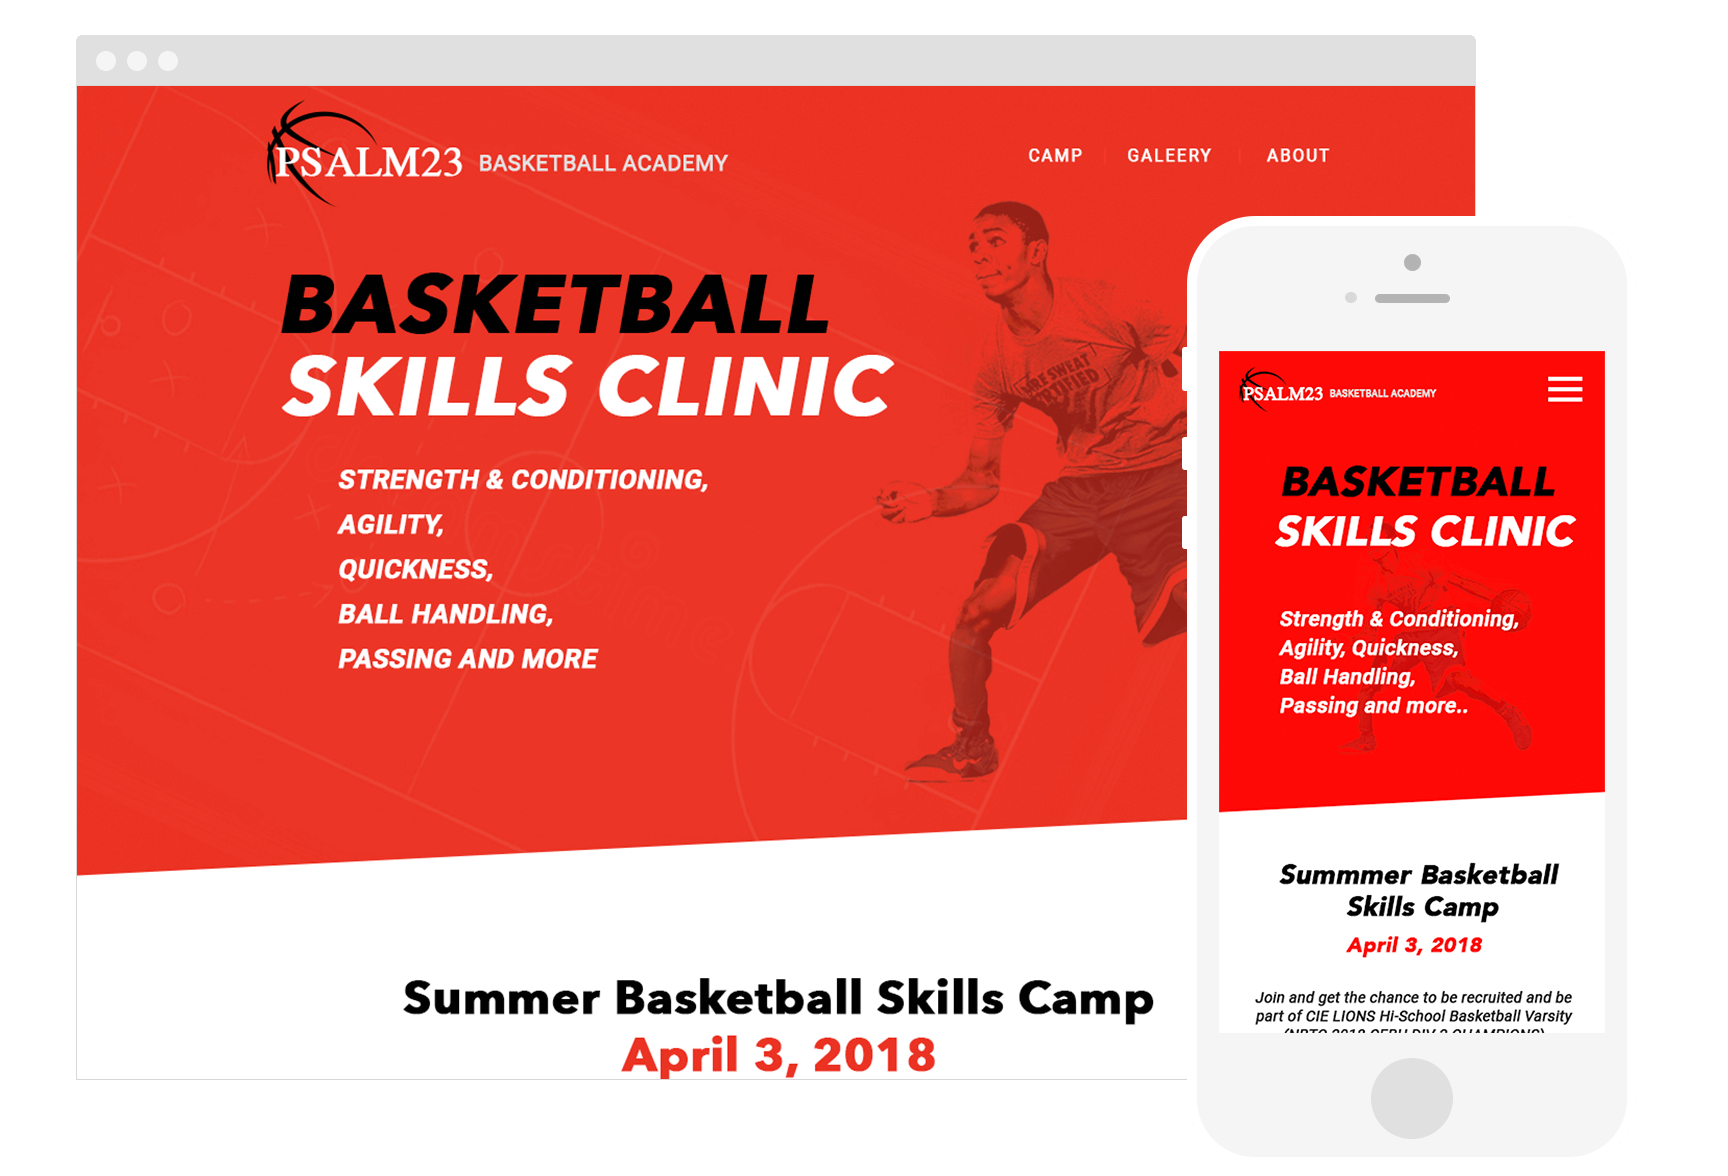 PSALM23 BASKETBALL ACADEMY
CAMP
GALEERY
ABOUT
BASKETBALL
SKILLS CLINIC
STRENGTH & CONDITIONING,
AGILITY,
QUICKNESS,
BALL HANDLING,
PASSING AND MORE
SWEAT
Summer Basketball Skills Camp
April 3, 2018
PSALM23 BASKETBALL ACADEMY
BASKETBALL
SKILLS CLINIC
Strength & Conditioning,
Agility, Quickness,
Ball Handling,
Passing and more..
Summmer Basketball
Skills Camp
April 3, 2018
Join and get the chance to be recruited and be
part of CIE LIONS Hi-School Basketball Varsity